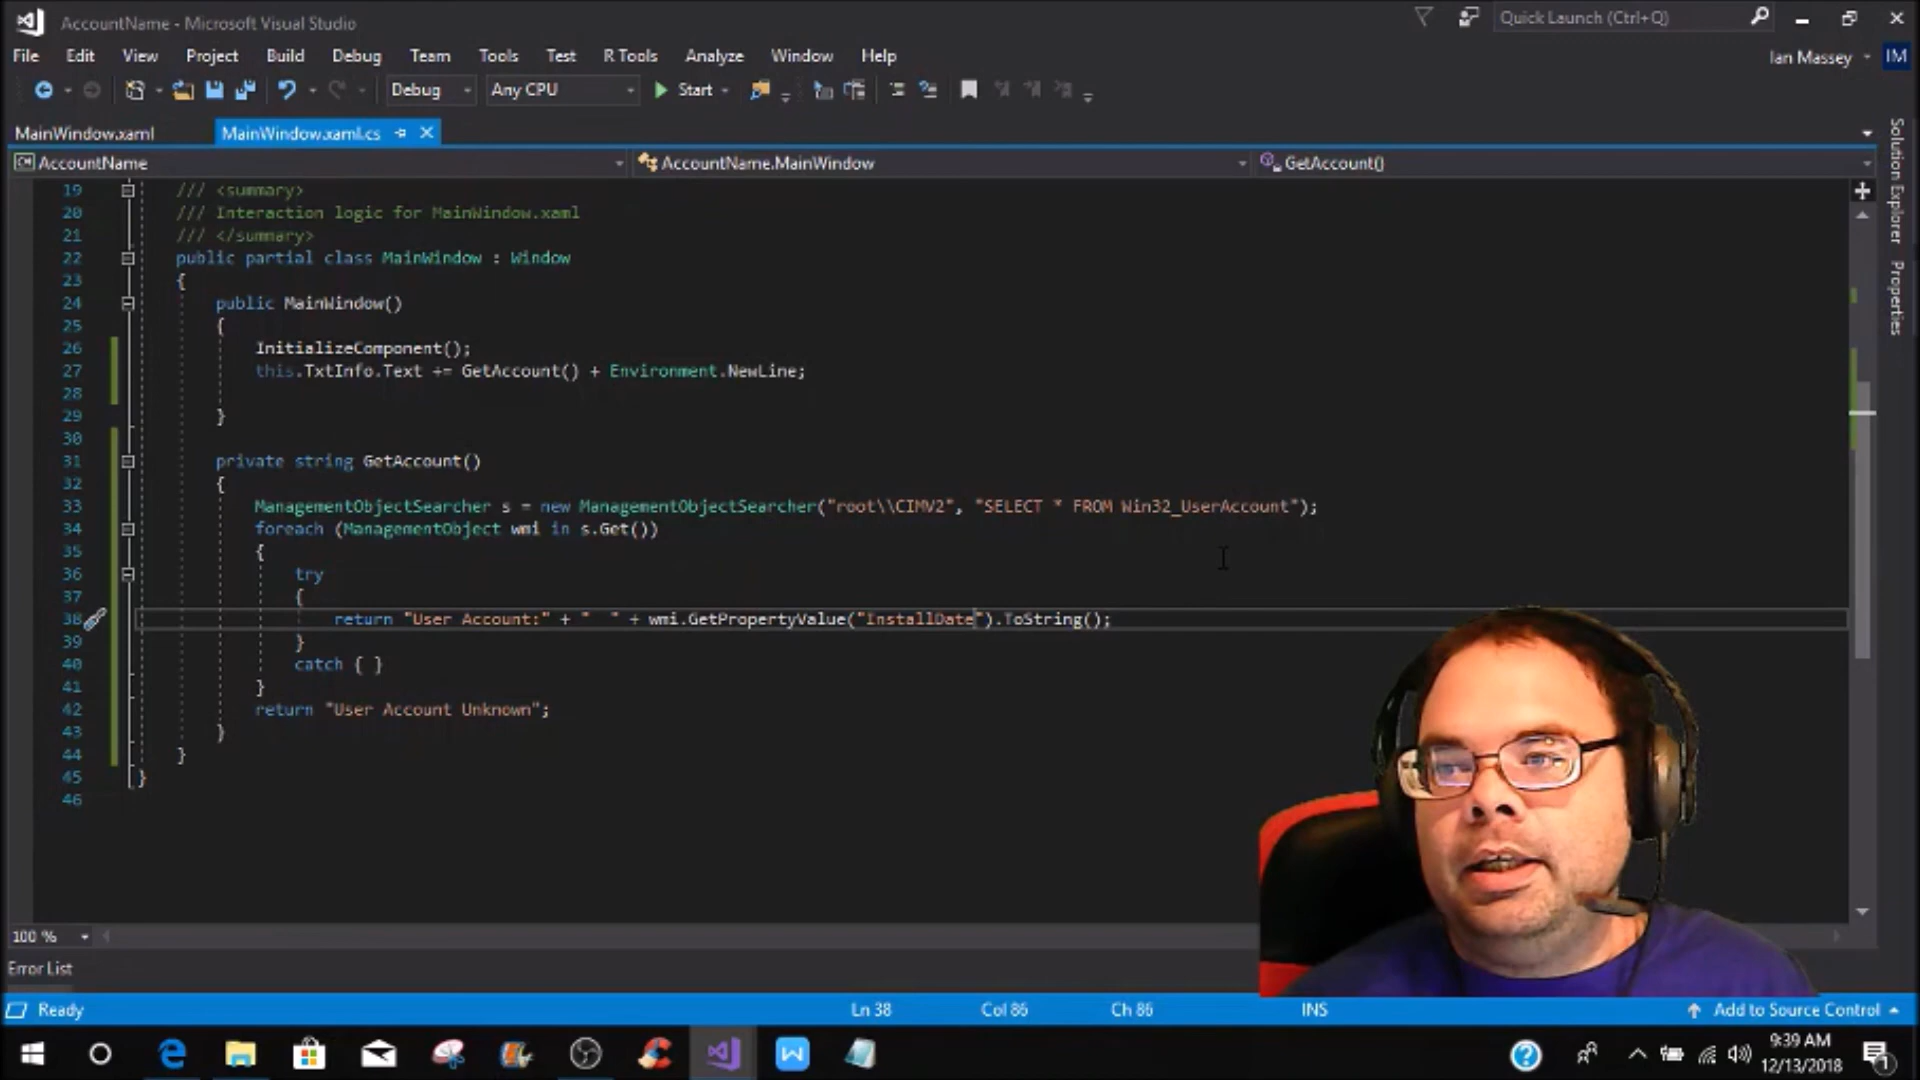 AccountName - Microsoft Visual Studio
Quick Launch (Ctrl+Q)
File Edit View Project Build Debug Team Tools Test R Tools Analyze Window Help
Ian Massey IM
Debug Any CPU Start
MainWindow.xaml MainWindow.xaml.cs
AccountName AccountName.MainWindow GetAccount()
Solution Explorer
Properties
19 /// <summary>
20 /// Interaction logic for MainWindow.xaml
21 /// </summary>
22 public partial class MainWindow : Window
23 {
24 public MainWindow()
25 {
26 InitializeComponent();
27 this.TxtInfo.Text += GetAccount() + Environment.NewLine;
28
29 }
30
31 private string GetAccount()
32 {
33 ManagementObjectSearcher s = new ManagementObjectSearcher("root\\CIMV2", "SELECT * FROM Win32_UserAccount");
34 foreach (ManagementObject wmi in s.Get())
35 {
36 try
37 {
38 return "User Account:" + "  " + wmi.GetPropertyValue("InstallDate").ToString();
39 }
40 catch { }
41 }
42 return "User Account Unknown";
43 }
44 }
45 }
46
100 %
Error List
Ready Ln 38 Col 86 Ch 86 INS Add to Source Control
9:39 AM
12/13/2018
1